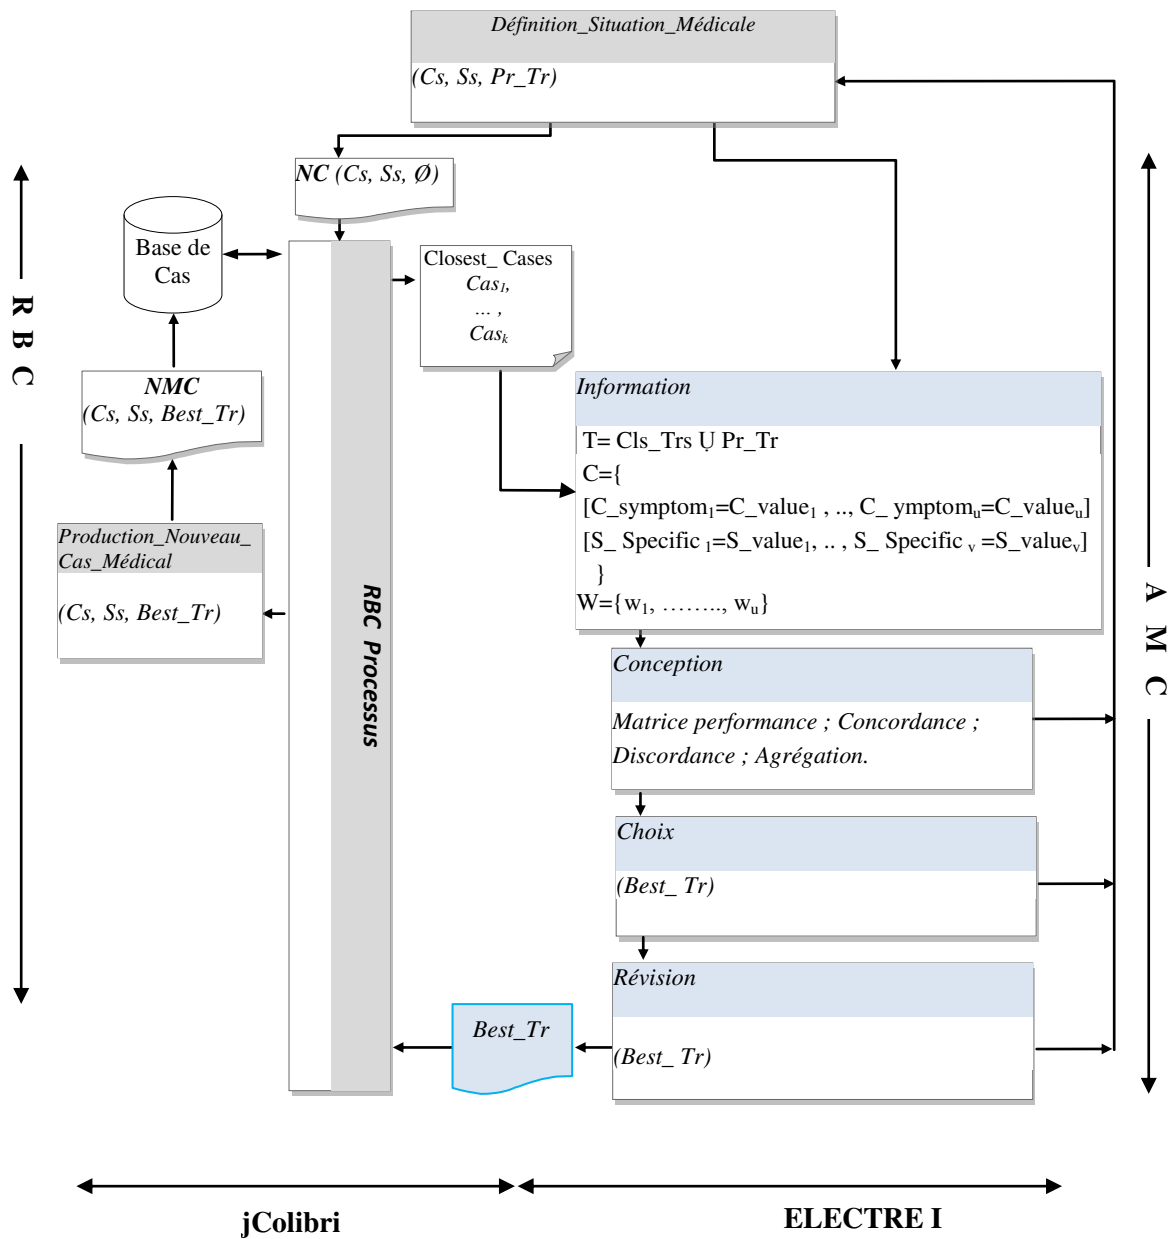 Définition_Situation_Médicale
(Cs, Ss, Pr_Tr)
NC (Cs, Ss, Ø)
Base de
Cas
Closest_ Cases
Cas1,
... ,
Cask
R B C
NMC
(Cs, Ss, Best_Tr)
Information
T= Cls_Trs Ụ Pr_Tr
C={
[C_symptom1=C_value1 , .., C_ ymptomu=C_valueu]
[S_ Specific 1=S_value1, .. , S_ Specific v =S_valuev]
}
W={w1, …….., wu}
Production_Nouveau_
Cas_Médical
(Cs, Ss, Best_Tr)
RBC Processus
A M C
Conception
Matrice performance ; Concordance ;
Discordance ; Agrégation.
Choix
(Best_ Tr)
Révision
(Best_ Tr)
Best_Tr
jColibri
ELECTRE I